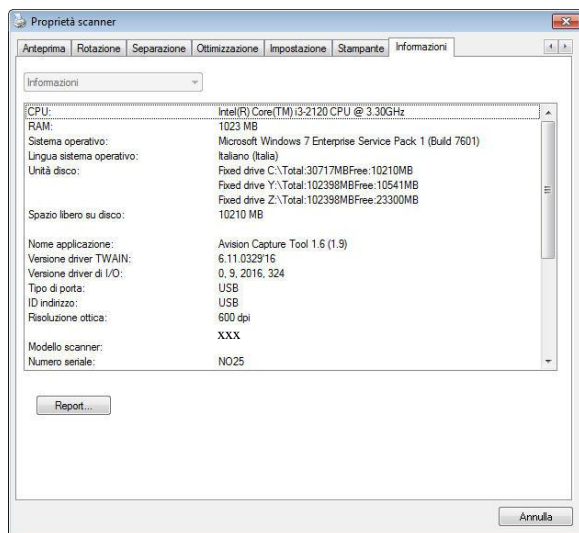 Proprietà scanner
Anteprima Rotazione Separazione Ottimizzazione Impostazione Stampante Informazioni
Informazioni
CPU: Intel(R) Core(TM) i3-2120 CPU @ 3.30GHz
RAM: 1023 MB
Sistema operativo: Microsoft Windows 7 Enterprise Service Pack 1 (Build 7601)
Lingua sistema operativo: Italiano (Italia)
Unità disco: Fixed drive C:\Total:30717MBFree:10210MB
Fixed drive Y:\Total:102398MBFree:10541MB
Fixed drive Z:\Total:102398MBFree:23300MB
Spazio libero su disco: 10210 MB
Nome applicazione: Avision Capture Tool 1.6 (1.9)
Versione driver TWAIN: 6.11.0329'16
Versione driver di I/O: 0, 9, 2016, 324
Tipo di porta: USB
ID indirizzo: USB
Risoluzione ottica: 600 dpi
XXX
Modello scanner:
Numero seriale: NO25
Report...
Annulla